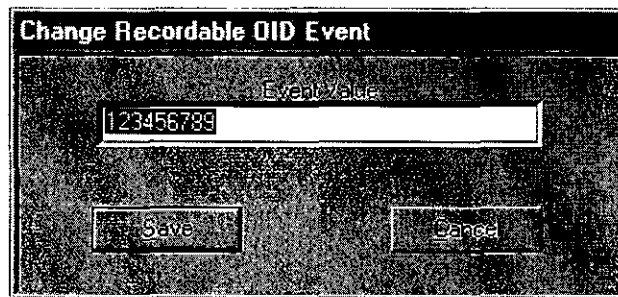 Change Recordable OID Event
Event Value
123456789
Save
Cancel